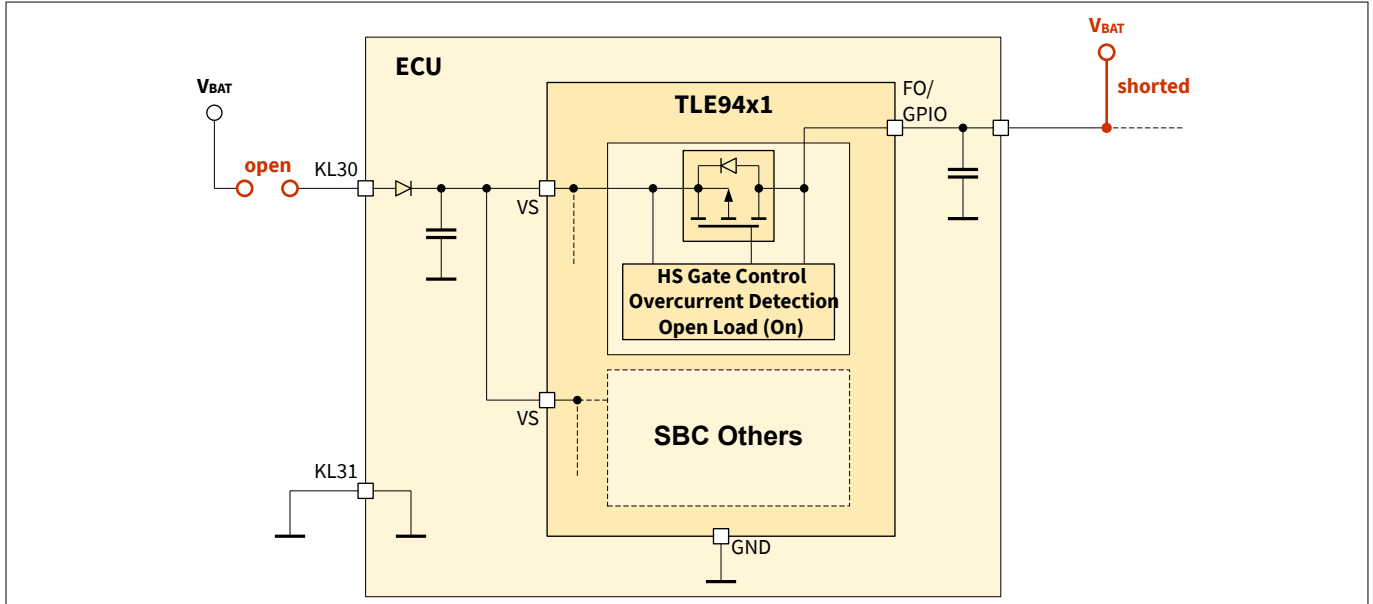 VBAT
ECU
VBAT
shorted
TLE94x1
FO/
GPIO
open
KL30
VS
HS Gate Control
Overcurrent Detection
Open Load (On)
VS
SBC Others
KL31
GND